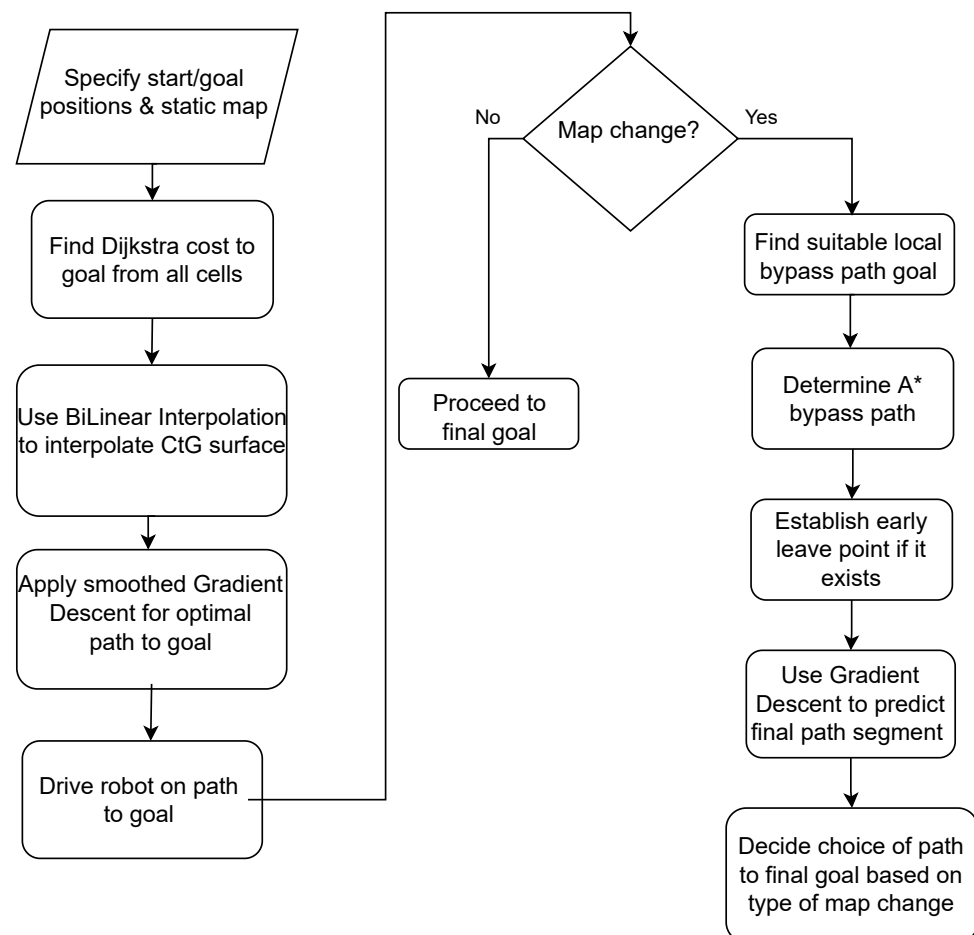 Specify start/goal
positions & static map
Find Dijkstra cost to
goal from all cells
Use BiLinear Interpolation
to interpolate CtG surface
Apply smoothed Gradient
Descent for optimal
path to goal
Drive robot on path
to goal
Map change?
No
Yes
Proceed to
final goal
Find suitable local
bypass path goal
Determine A*
bypass path
Establish early
leave point if it
exists
Use Gradient
Descent to predict
final path segment
Decide choice of path
to final goal based on
type of map change